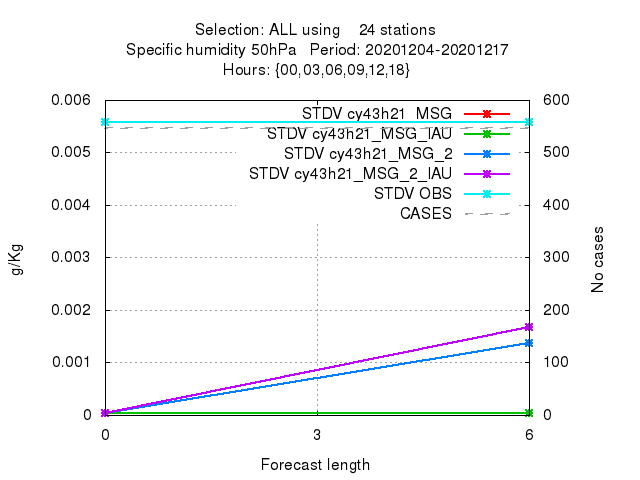 Selection: ALL using 24 stations
Specific humidity 50hPa Period: 20201204-20201217
Hours: {00,03,06,09,12,18}
0.006
600
STDV cy43h21_MSG
STDV cy43h21_MSG_IAU
0.005
500
STDV cy43h21_MSG_2
STDV cy43h21_MSG_2_IAU
STDV OBS
0.004
400
CASES
g/Kg
No cases
0.003
300
0.002
200
0.001
100
0
0
0
3
6
Forecast length